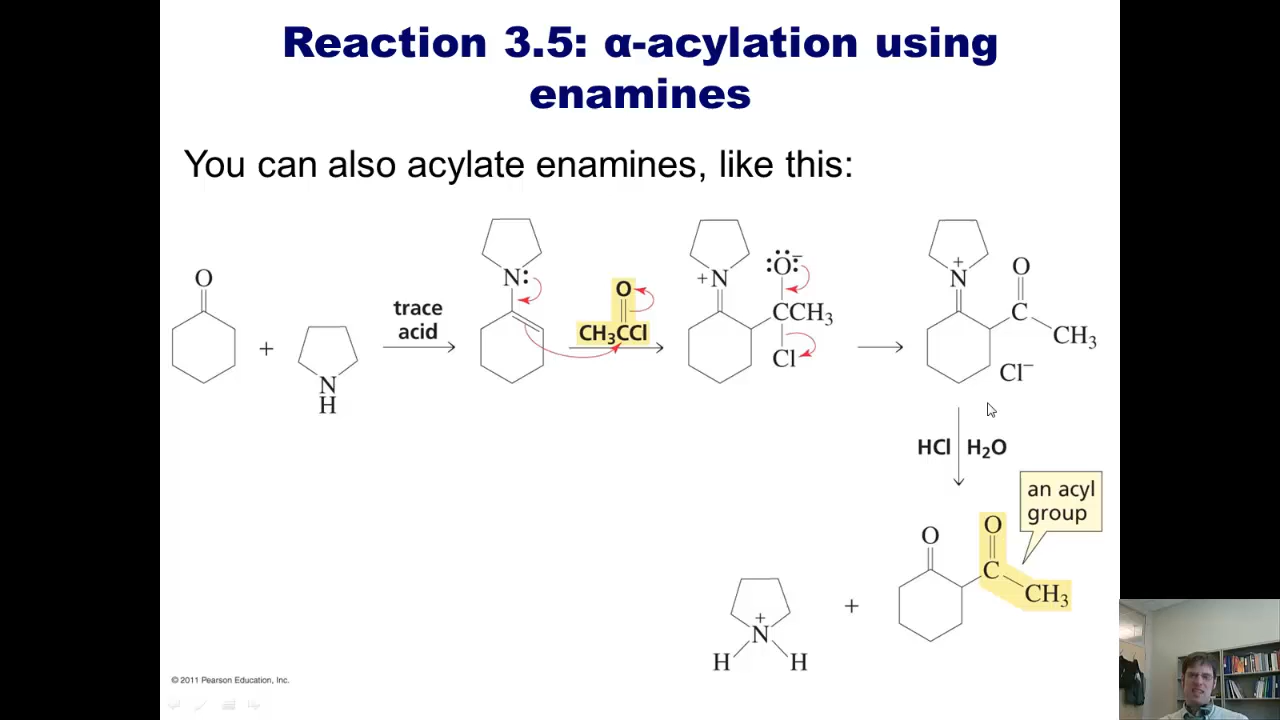 Reaction 3.5: α-acylation using
enamines
You can also acylate enamines, like this:
O
+
N
H
trace
acid
N:
O
CH₃CCl
+N
:O:⁻
CCH₃
Cl
+
N
O
C
CH₃
Cl⁻
HCl
H₂O
an acyl
group
+
N
H
H
+
O
O
C
CH₃
© 2011 Pearson Education, Inc.